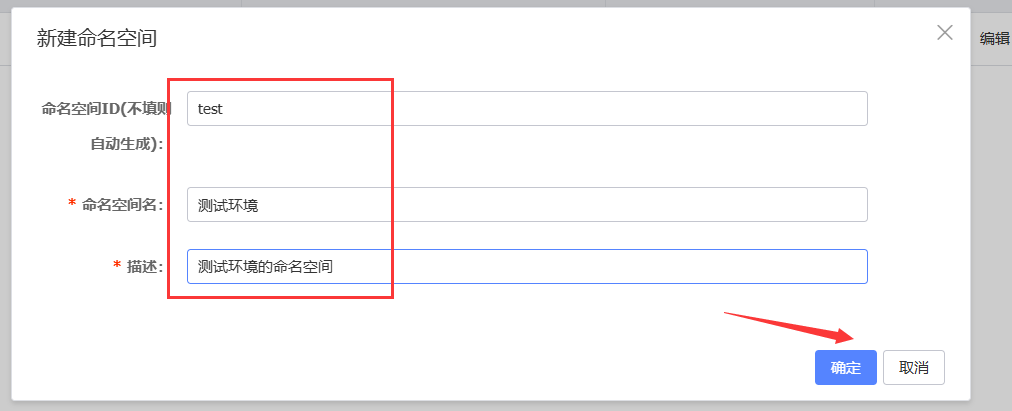 新建命名空间
编辑
命名空间ID(不填则
自动生成):
test
* 命名空间名:
测试环境
* 描述:
测试环境的命名空间
确定
取消